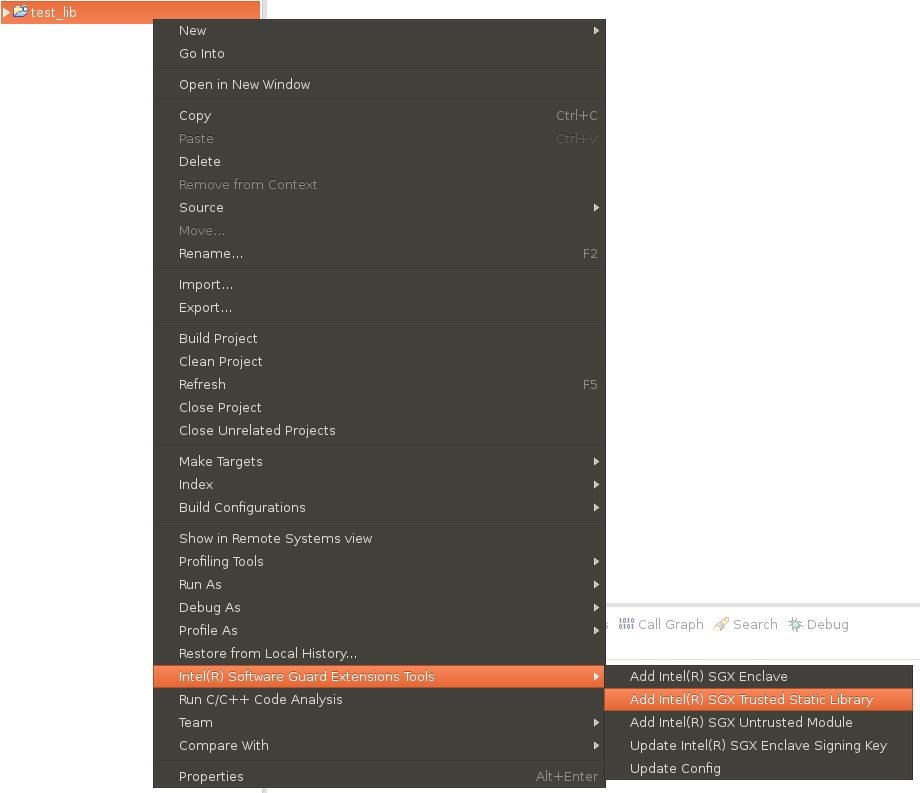 test_lib
New
Go Into
Open in New Window
Copy Ctrl+C
Paste Ctrl+V
Delete
Remove from Context
Source
Move...
Rename... F2
Import...
Export...
Build Project
Clean Project
Refresh F5
Close Project
Close Unrelated Projects
Make Targets
Index
Build Configurations
Show in Remote Systems view
Profiling Tools
Run As
Debug As
Profile As
Restore from Local History...
Intel(R) Software Guard Extensions Tools
Run C/C++ Code Analysis
Team
Compare With
Properties Alt+Enter
Call Graph Search Debug
Add Intel(R) SGX Enclave
Add Intel(R) SGX Trusted Static Library
Add Intel(R) SGX Untrusted Module
Update Intel(R) SGX Enclave Signing Key
Update Config